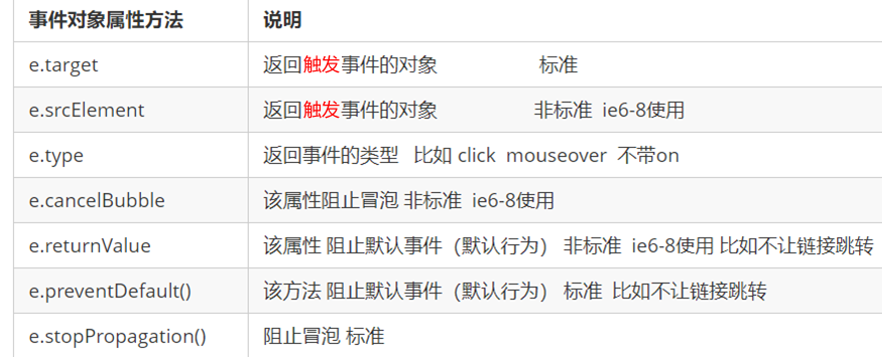 事件对象属性方法 说明
e.target 返回触发事件的对象 标准
e.srcElement 返回触发事件的对象 非标准 ie6-8使用
e.type 返回事件的类型 比如 click mouseover 不带on
e.cancelBubble 该属性阻止冒泡 非标准 ie6-8使用
e.returnValue 该属性 阻止默认事件（默认行为） 非标准 ie6-8使用 比如不让链接跳转
e.preventDefault() 该方法 阻止默认事件（默认行为） 标准 比如不让链接跳转
e.stopPropagation() 阻止冒泡 标准